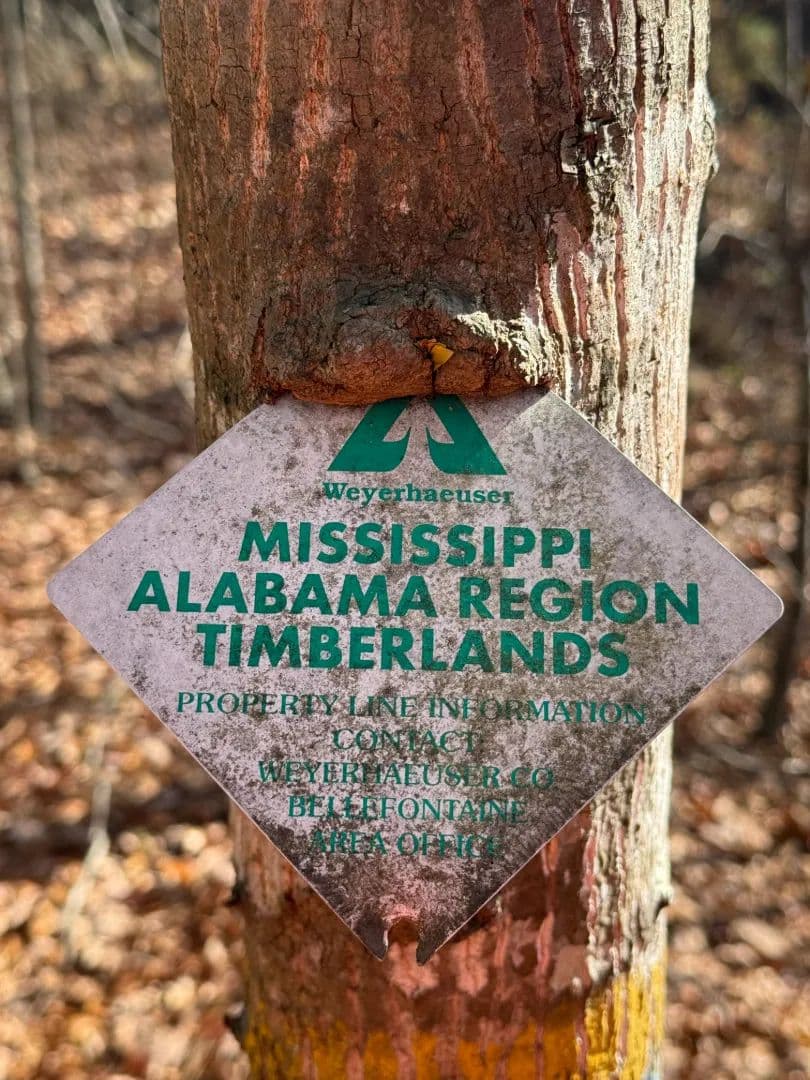 Weyerhaeuser
MISSISSIPPI
ALABAMA REGION
TIMBERLANDS
PROPERTY LINE INFORMATION
CONTACT
WEYERHAEUSER CO
BELLEFONTAINE
AREA OFFICE